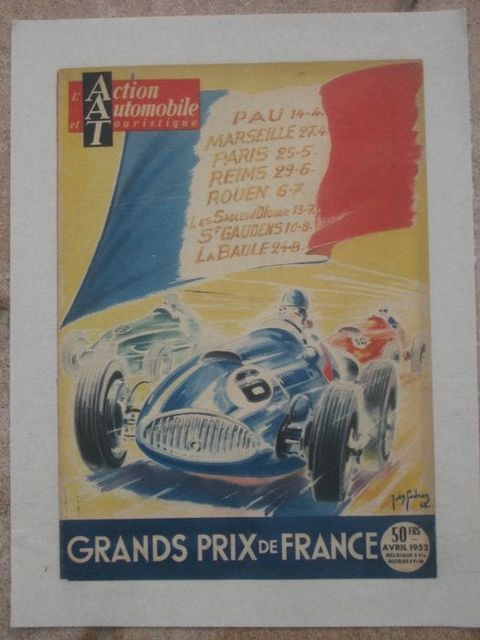 L'Action
Automobile
et Touristique
PAU 14-4.
MARSEILLE 27.4
PARIS 25-5.
REIMS 29-6.
ROUEN 6-7.
LES SABLES D'OLONNE 13-7
ST GAUDENS 10-8.
LA BAULE 24-8.
6
10
GRANDS PRIX DE FRANCE
50 FRS
AVRIL 1952
52